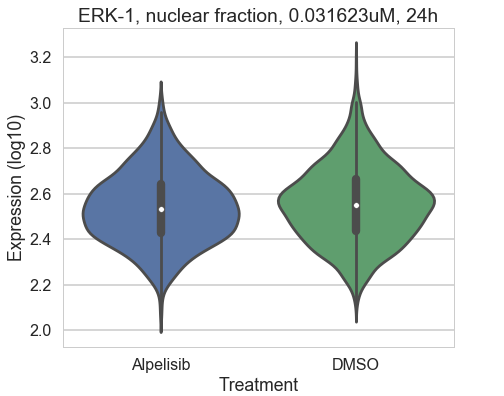 ERK-1, nuclear fraction, 0.031623uM, 24h
Expression (log10)
3.2
3.0
2.8
2.6
2.4
2.2
2.0
Alpelisib DMSO
Treatment